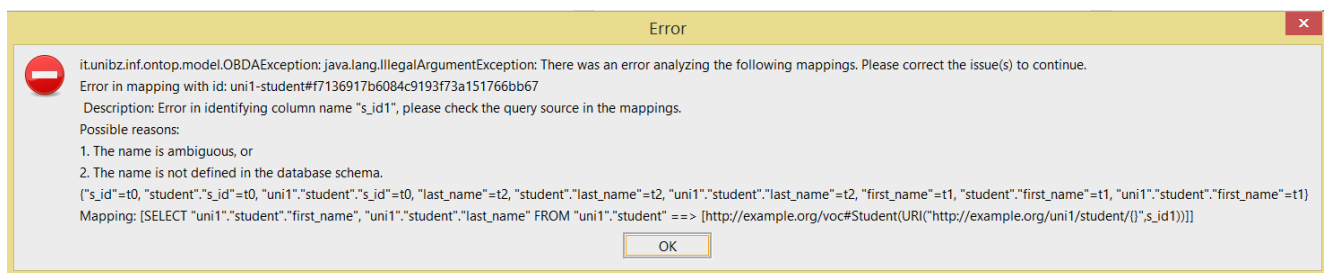 Error
x
it.unibz.inf.ontop.model.OBDAException: java.lang.IllegalArgumentException: There was an error analyzing the following mappings. Please correct the issue(s) to continue.
Error in mapping with id: uni1-student#f7136917b6084c9193f73a151766bb67
Description: Error in identifying column name "s_id1", please check the query source in the mappings.
Possible reasons:
1. The name is ambiguous, or
2. The name is not defined in the database schema.
{"s_id"=t0, "student"."s_id"=t0, "uni1"."student"."s_id"=t0, "last_name"=t2, "student"."last_name"=t2, "uni1"."student"."last_name"=t2, "first_name"=t1, "student"."first_name"=t1, "uni1"."student"."first_name"=t1}
Mapping: [SELECT "uni1"."student"."first_name", "uni1"."student"."last_name" FROM "uni1"."student" ==> [http://example.org/voc#Student(URI("http://example.org/uni1/student/{}",s_id1))]]
OK